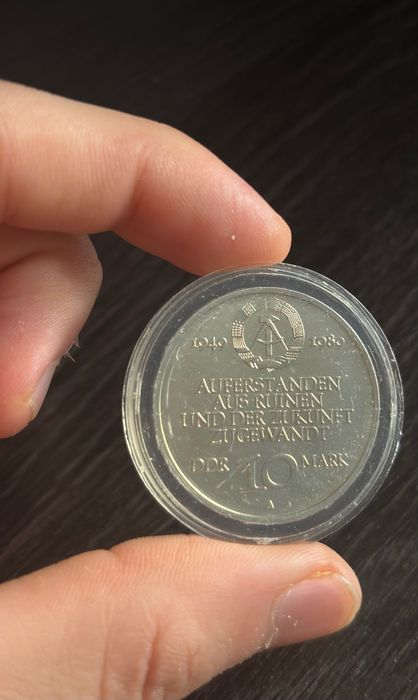 1949 1989
AUFERSTANDEN
AUS RUINEN
UND DER ZUKUNFT
ZUGEWANDT
DDR 10 MARK
A